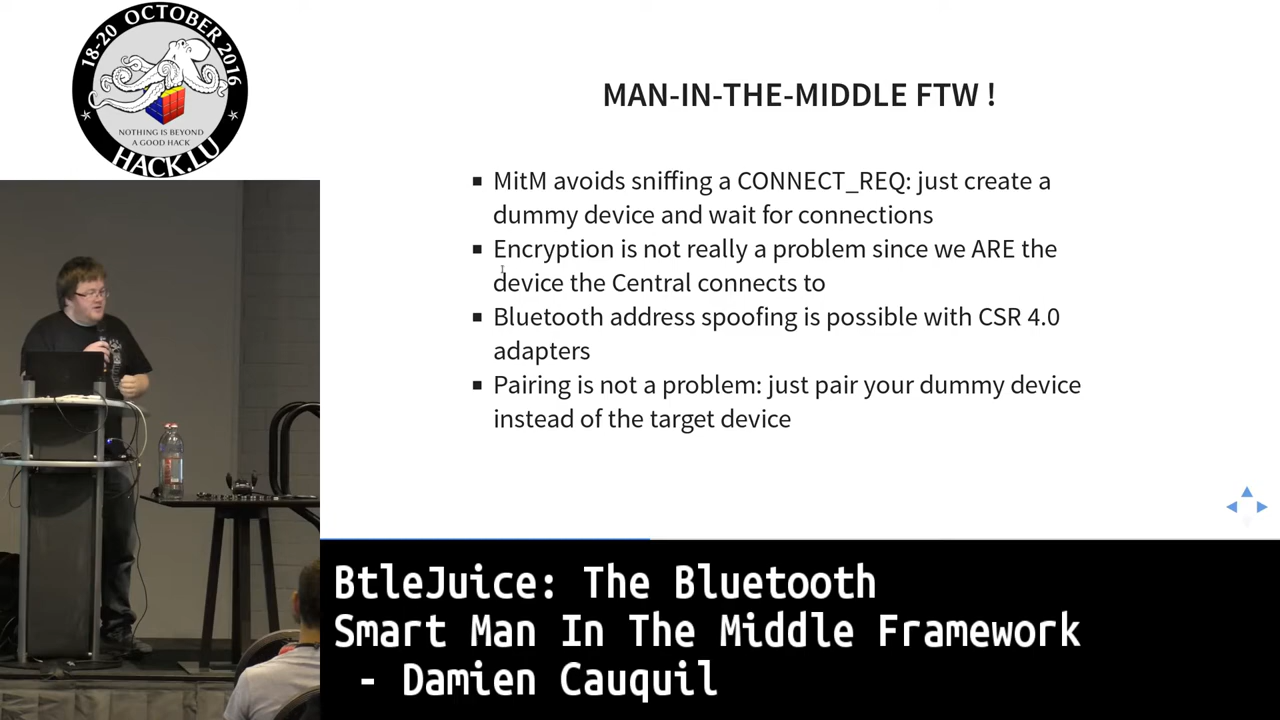 18-20 OCTOBER 2016
NOTHING IS BEYOND
A GOOD HACK
HACK.LU
MAN-IN-THE-MIDDLE FTW !
▪ MitM avoids sniffing a CONNECT_REQ: just create a
dummy device and wait for connections
▪ Encryption is not really a problem since we ARE the
device the Central connects to
▪ Bluetooth address spoofing is possible with CSR 4.0
adapters
▪ Pairing is not a problem: just pair your dummy device
instead of the target device
BtleJuice: The Bluetooth
Smart Man In The Middle Framework
- Damien Cauquil